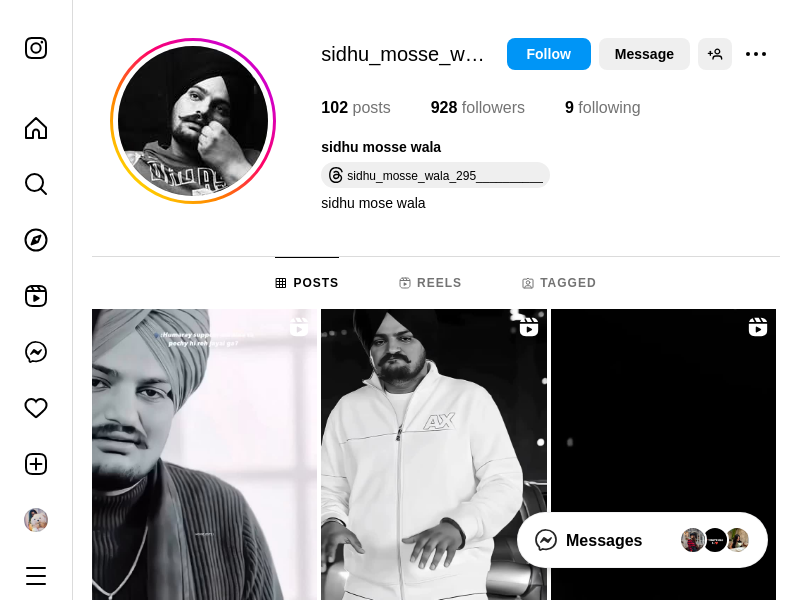 sidhu_mosse_w…
Follow
Message
102 posts
928 followers
9 following
sidhu mosse wala
sidhu_mosse_wala_295__________
sidhu mose wala
POSTS
REELS
TAGGED
AX
Messages